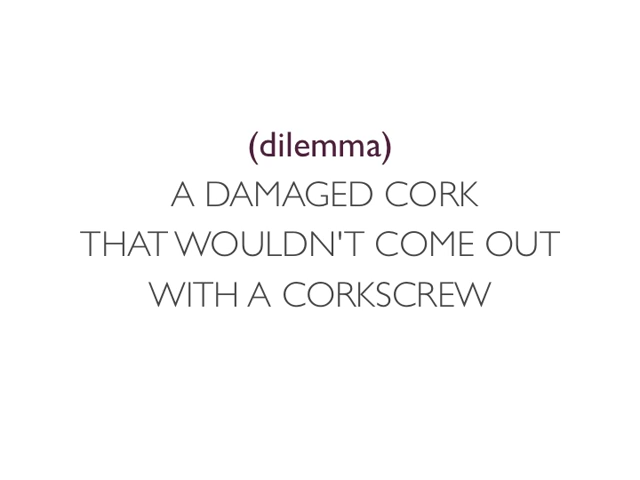 (dilemma)
A DAMAGED CORK
THAT WOULDN'T COME OUT
WITH A CORKSCREW